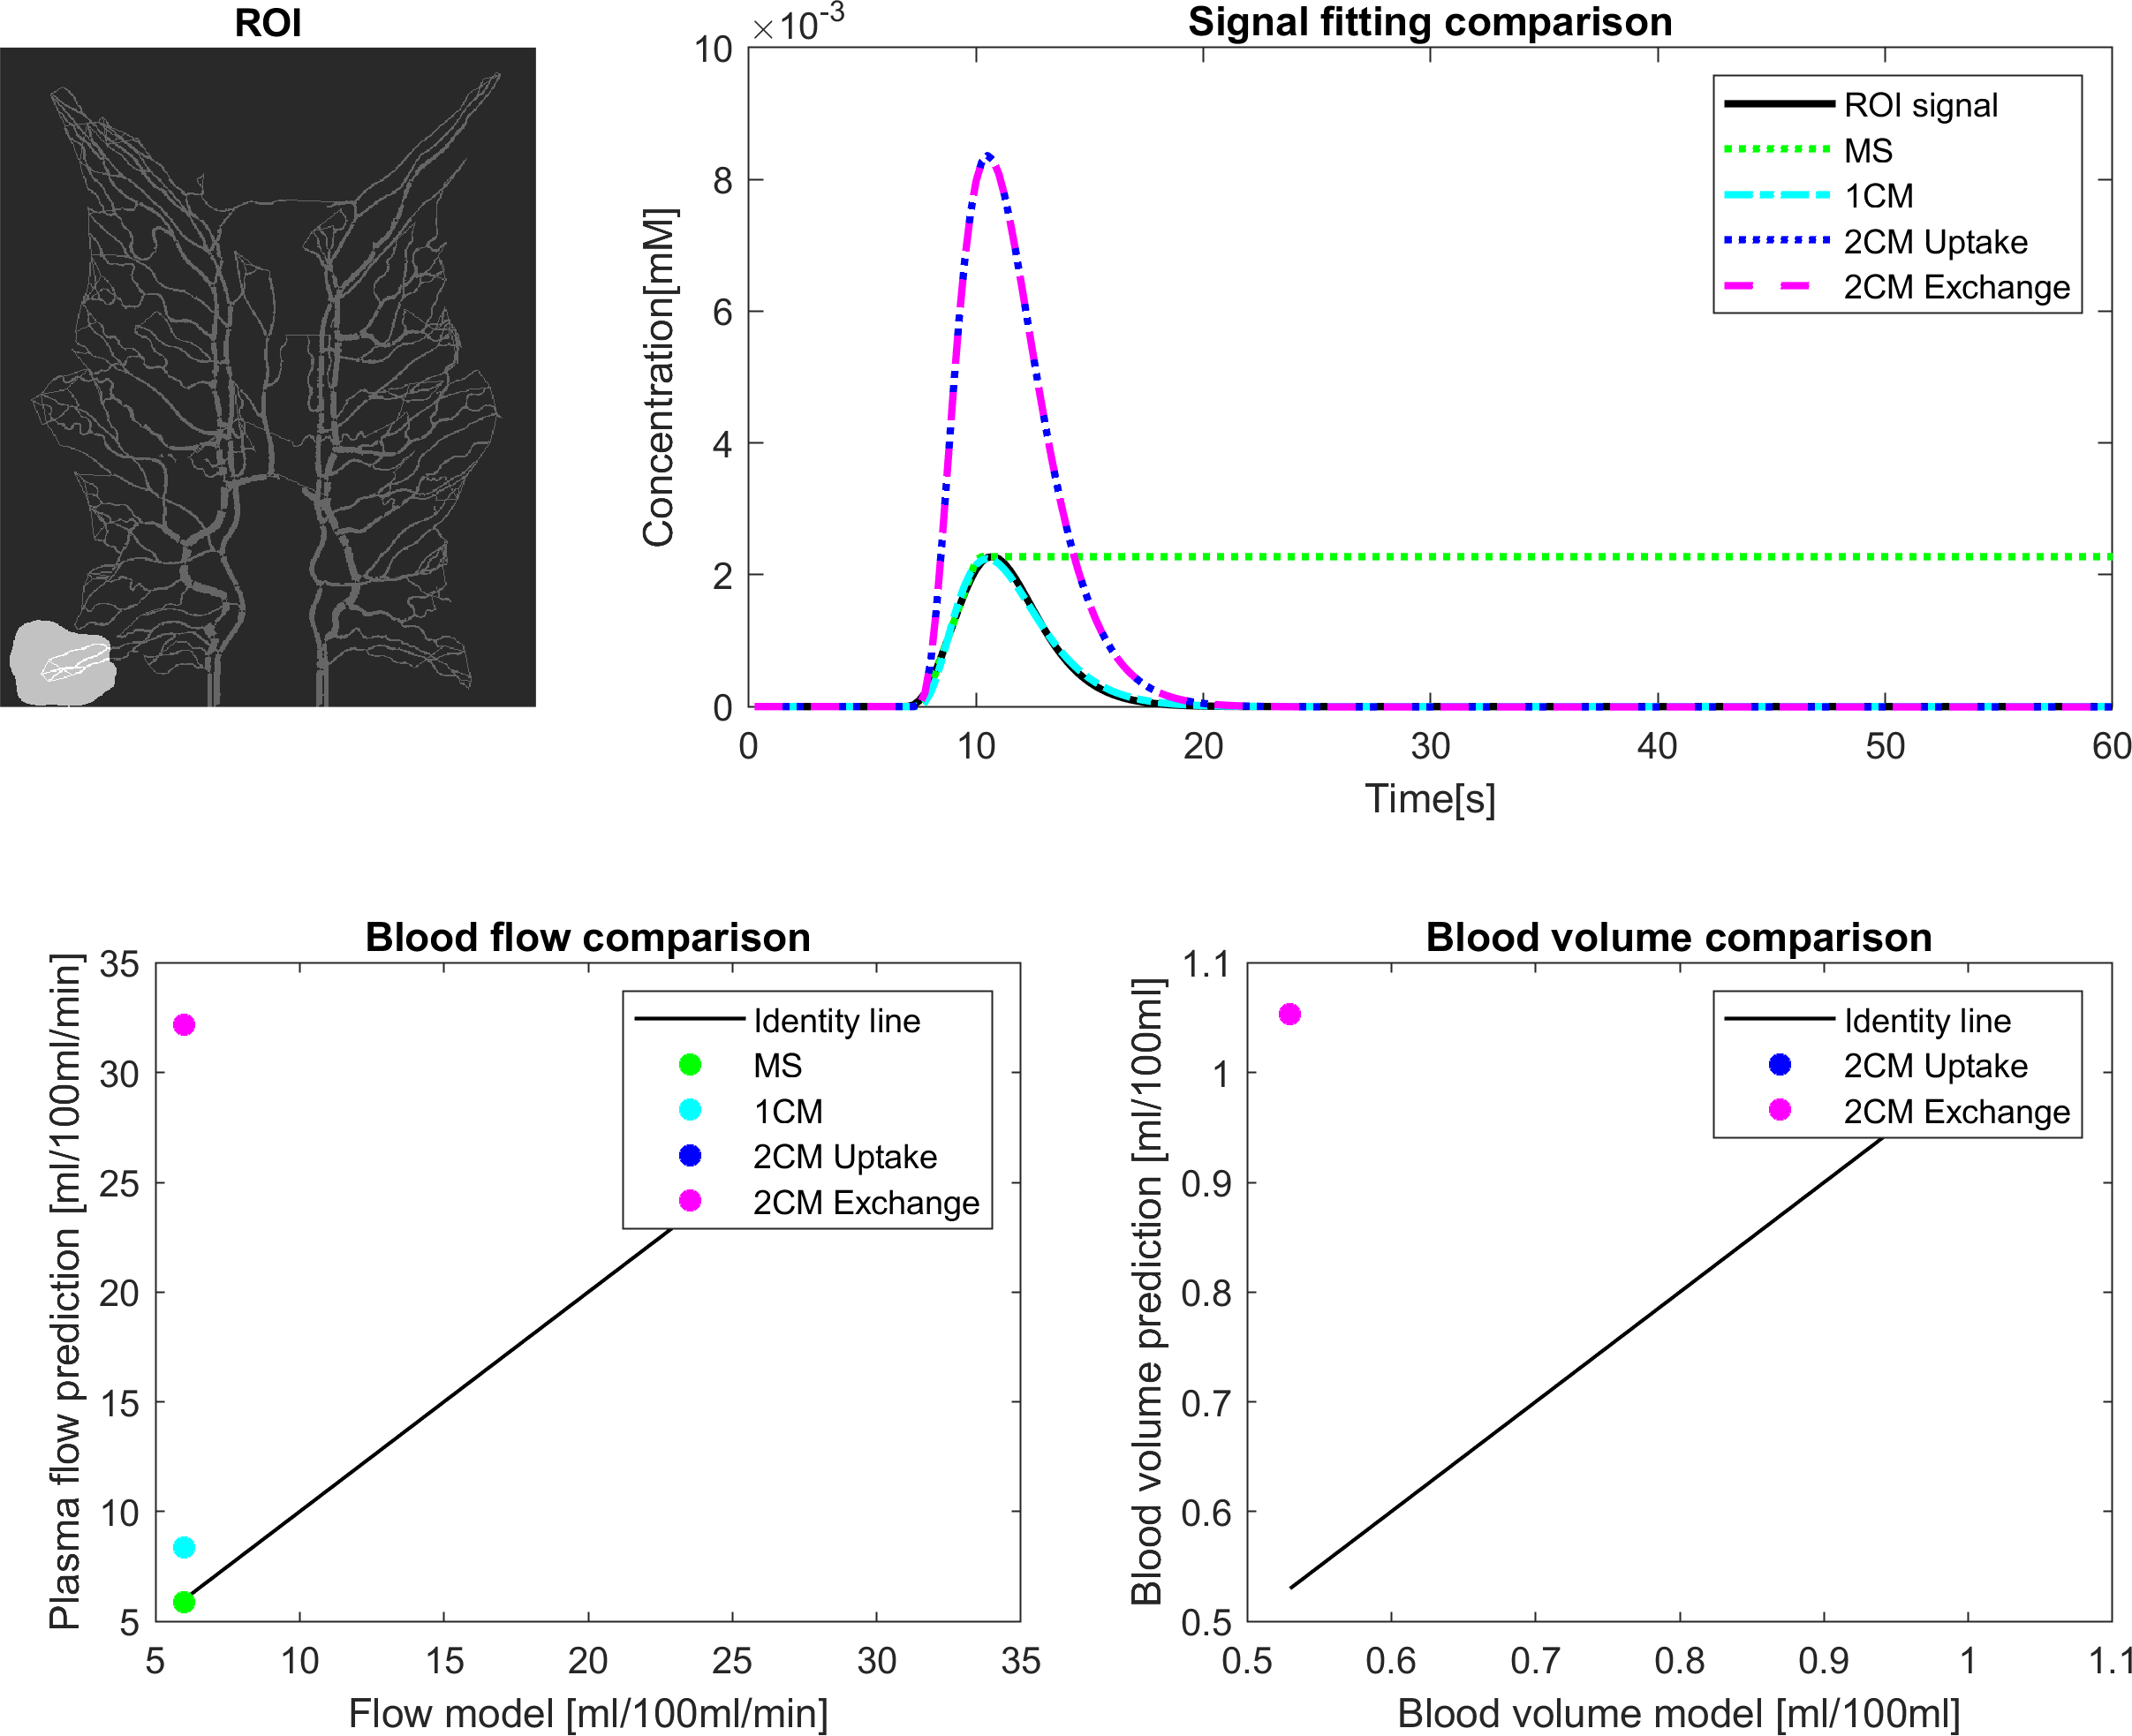 ROI
Signal fitting comparison
×10-3
10
8
6
4
2
0
Concentration[mM]
0 10 20 30 40 50 60
Time[s]
ROI signal
MS
1CM
2CM Uptake
2CM Exchange
Blood flow comparison
35
30
25
20
15
10
5
Plasma flow prediction [ml/100ml/min]
5 10 15 20 25 30 35
Flow model [ml/100ml/min]
Identity line
MS
1CM
2CM Uptake
2CM Exchange
Blood volume comparison
1.1
1
0.9
0.8
0.7
0.6
0.5
Blood volume prediction [ml/100ml]
0.5 0.6 0.7 0.8 0.9 1 1.1
Blood volume model [ml/100ml]
Identity line
2CM Uptake
2CM Exchange